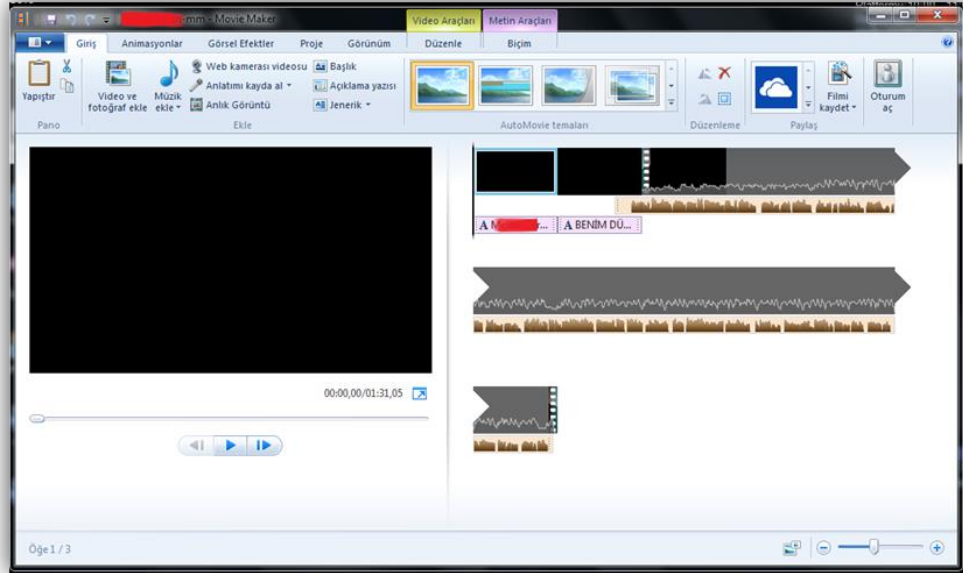 -mm - Movie Maker
Video Araçları
Metin Araçları
Giriş
Animasyonlar
Görsel Efektler
Proje
Görünüm
Düzenle
Biçim
Yapıştır
Video ve
fotoğraf ekle
Müzik
ekle
Web kamerası videosu
Anlatımı kayda al
Anlık Görüntü
Başlık
Açıklama yazısı
Jenerik
Filmi
kaydet
Oturum
aç
Pano
Ekle
AutoMovie temaları
Düzenleme
Paylaş
A M ...
A BENİM DÜ...
00:00,00/01:31,05
Öğe 1 / 3